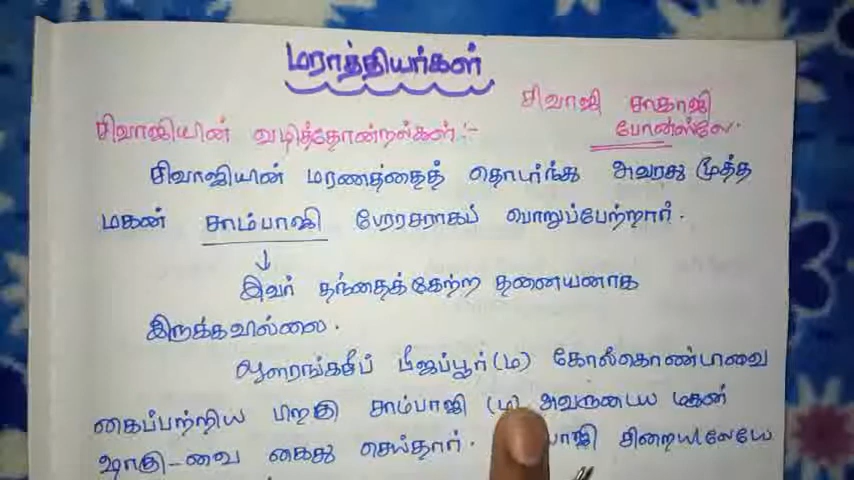 மராத்தியர்கள்
சிவாஜி சாகாஜி
சிவாஜியின் வழித்தோன்றல்கள் :- போன்ஸ்லே.
சிவாஜியின் மரணத்தைத் தொடர்ந்து அவரது மூத்த
மகன் சாம்பாஜி பேரரசராகப் பொறுப்பேற்றார்.
இவர் தந்தைக்கேற்ற தனையனாக
இருக்கவில்லை.
ஔரங்கசீப் பீஜப்பூர் (ம) கோல்கொண்டாவை
கைப்பற்றிய பிறகு சாம்பாஜி (ம) அவருடைய மகன்
ஷாகு-வை கைது செய்தார். சிறையிலேயே